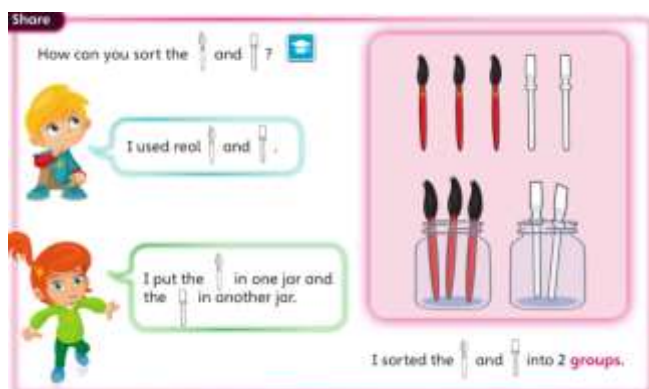 Share
How can you sort the and ?
I used real and .
I put the in one jar and
the in another jar.
I sorted the and into 2 groups.